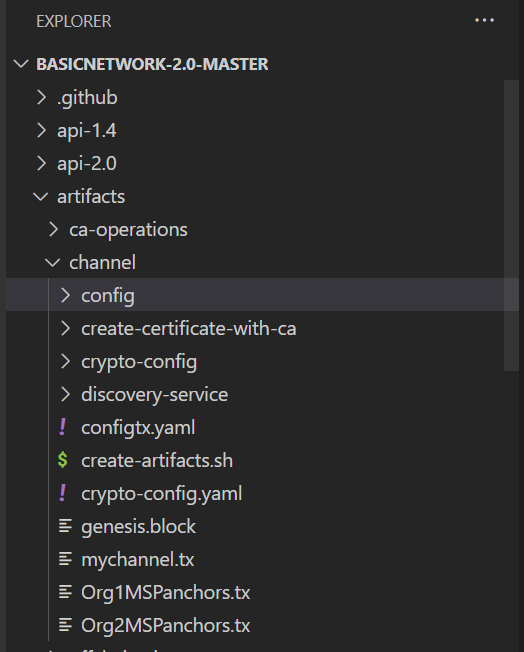 EXPLORER
BASICNETWORK-2.0-MASTER
.github
api-1.4
api-2.0
artifacts
ca-operations
channel
config
create-certificate-with-ca
crypto-config
discovery-service
! configtx.yaml
$ create-artifacts.sh
! crypto-config.yaml
genesis.block
mychannel.tx
Org1MSPanchors.tx
Org2MSPanchors.tx